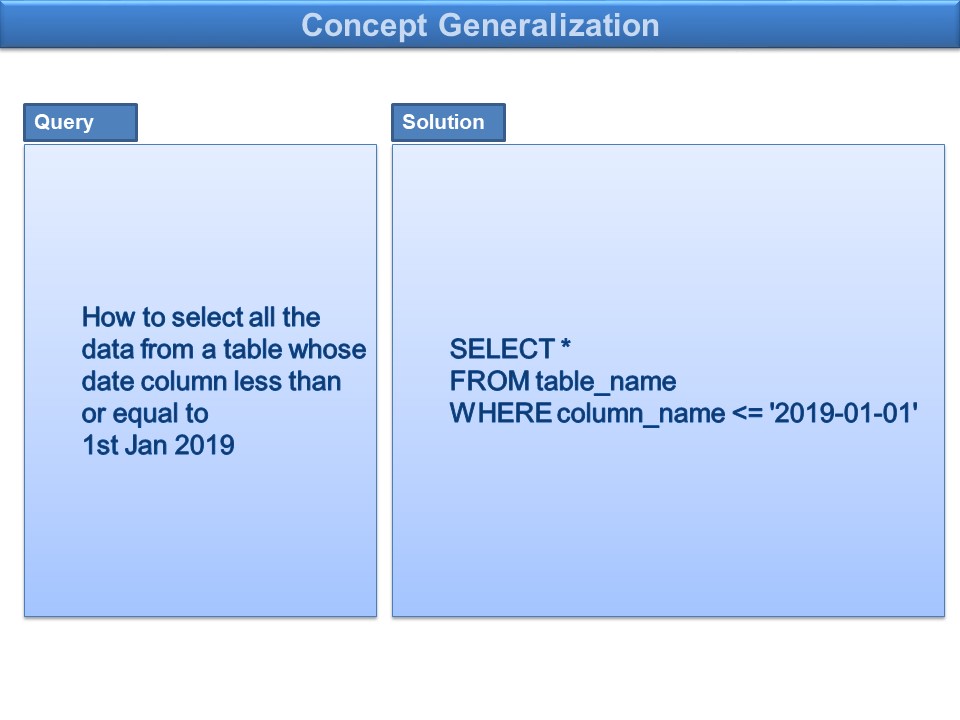 Concept Generalization
Query
How to select all the
data from a table whose
date column less than
or equal to
1st Jan 2019
Solution
SELECT *
FROM table_name
WHERE column_name <= '2019-01-01'